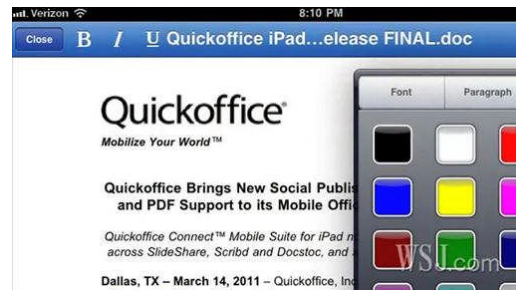 Verizon 8:10 PM
Close B I U Quickoffice iPad...elease FINAL.doc
Font Paragraph
Quickoffice®
Mobilize Your World™
Quickoffice Brings New Social Publis
and PDF Support to its Mobile Offi
Quickoffice Connect™ Mobile Suite for iPad n
across SlideShare, Scribd and Docstoc, and
WSJ.com
Dallas, TX – March 14, 2011 – Quickoffice, Inc